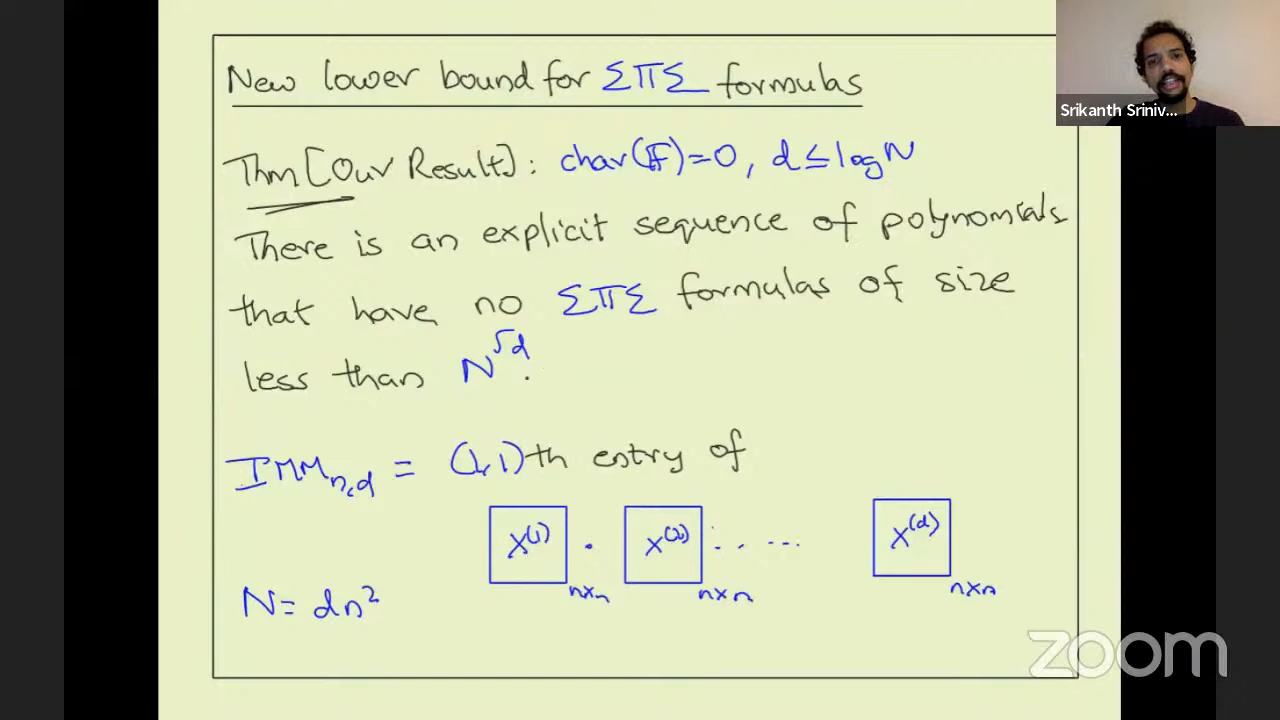 New lower bound for ΣΠΣ formulas
Srikanth Sriniv...
Thm [Our Result]: char(𝔽)=0, d ≤ log N
There is an explicit sequence of polynomials
that have no ΣΠΣ formulas of size
less than N^√d.
IMM_{n,d} = (1,1)th entry of
X^(1) · X^(2) · . ... X^(d)
n×n n×n n×n
N = dn²
zoom